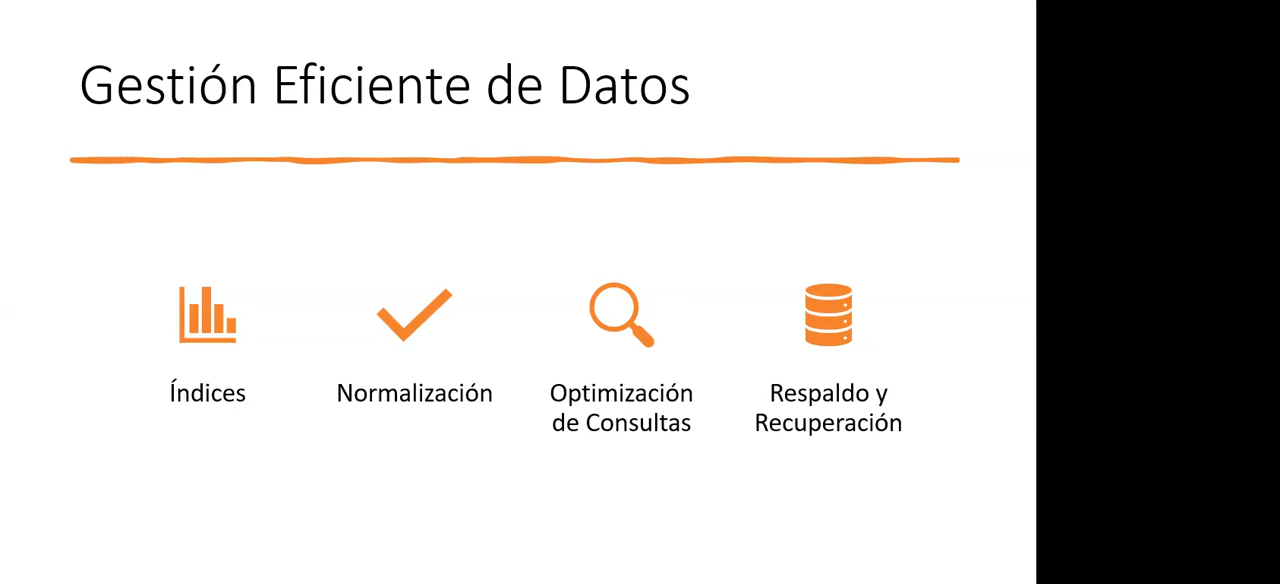 Gestión Eficiente de Datos
Índices
Normalización
Optimización
de Consultas
Respaldo y
Recuperación